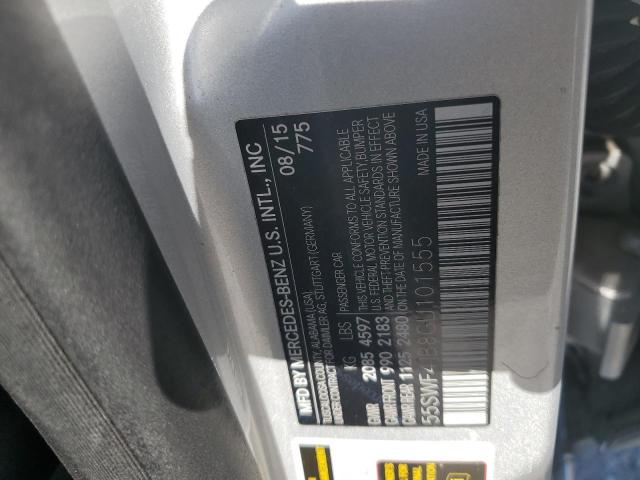 MFD BY MERCEDES-BENZ U.S. INTL., INC
TUSCALOOSA COUNTY, ALABAMA (USA)
UNDER CONTRACT FOR DAIMLER AG, STUTTGART (GERMANY)
08/15
775
KG LBS PASSENGER CAR
GVWR 2085 4597
GAWR FRONT 990 2183
GAWR REAR 1125 2480
THIS VEHICLE CONFORMS TO ALL APPLICABLE
U.S. FEDERAL MOTOR VEHICLE SAFETY BUMPER
AND THEFT PREVENTION STANDARDS IN EFFECT
ON THE DATE OF MANUFACTURE SHOWN ABOVE
55SWF4 B8GU101555
MADE IN USA